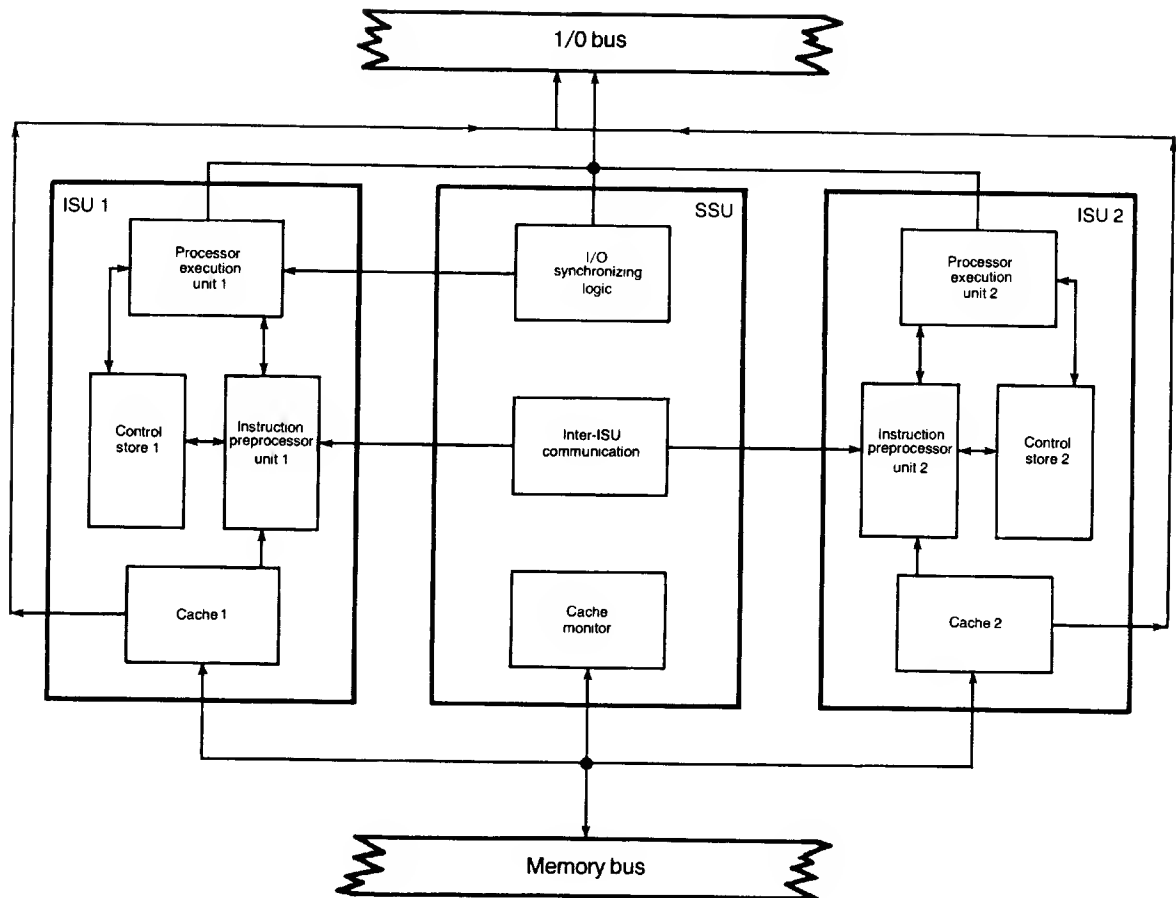 1/0 bus
ISU 1
SSU
ISU 2
Processor
execution
unit 1
I/O
synchronizing
logic
Processor
execution
unit 2
Control
store 1
Instruction
preprocessor
unit 1
Inter-ISU
communication
Instruction
preprocessor
unit 2
Control
store 2
Cache 1
Cache
monitor
Cache 2
Memory bus